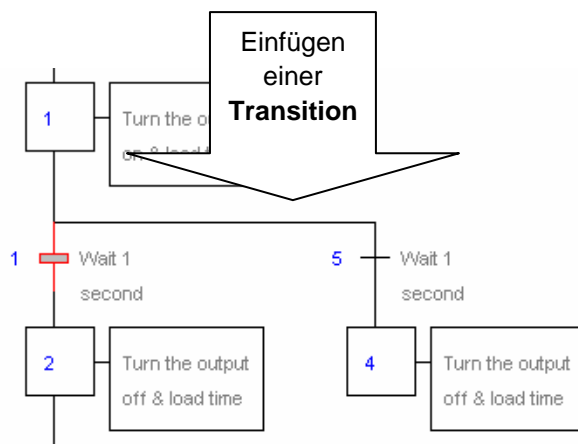 Einfügen
einer
Transition
1
Turn the
1
Wait 1
second
5
Wait 1
second
2
Turn the output
off & load time
4
Turn the output
off & load time